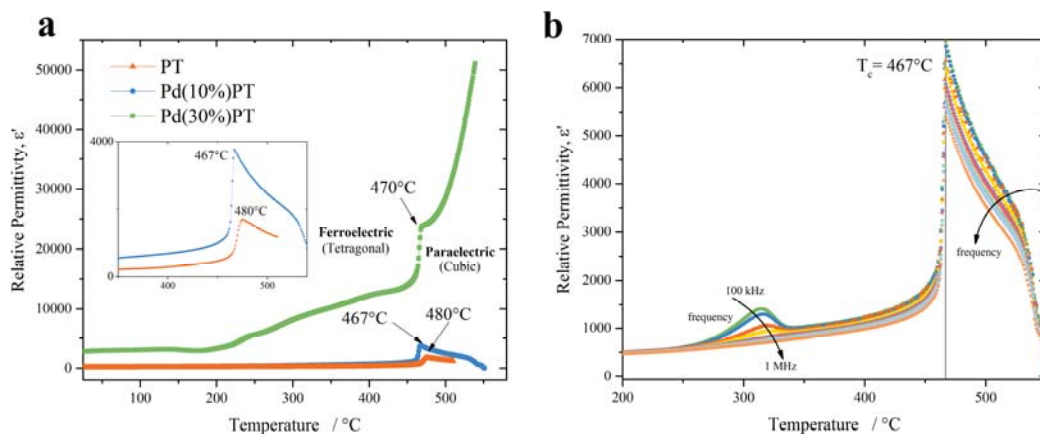 a
Relative Permittivty, ε'
50000
40000
30000
20000
10000
0
PT
Pd(10%)PT
Pd(30%)PT
4000
0
467°C
480°C
400
500
470°C
Ferroelectric
(Tetragonal)
Paraelectric
(Cubic)
467°C
480°C
100
200
300
400
500
Temperature / °C
b
Relative Permittivity, ε'
7000
6000
5000
4000
3000
2000
1000
0
T_c= 467°C
frequency
100 kHz
frequency
1 MHz
200
300
400
500
Temperature / °C